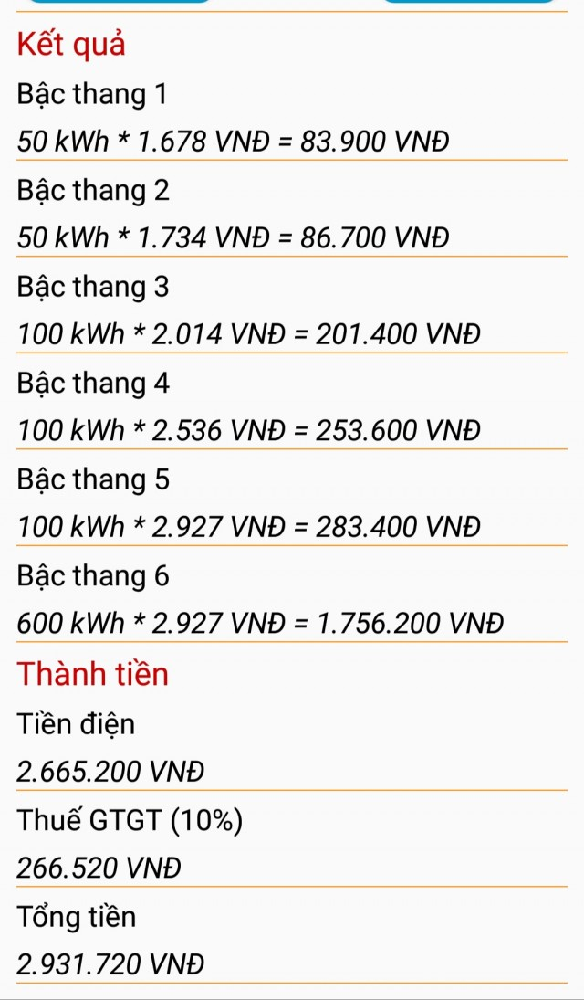 Kết quả
Bậc thang 1
50 kWh * 1.678 VNĐ = 83.900 VNĐ
Bậc thang 2
50 kWh * 1.734 VNĐ = 86.700 VNĐ
Bậc thang 3
100 kWh * 2.014 VNĐ = 201.400 VNĐ
Bậc thang 4
100 kWh * 2.536 VNĐ = 253.600 VNĐ
Bậc thang 5
100 kWh * 2.927 VNĐ = 283.400 VNĐ
Bậc thang 6
600 kWh * 2.927 VNĐ = 1.756.200 VNĐ
Thành tiền
Tiền điện
2.665.200 VNĐ
Thuế GTGT (10%)
266.520 VNĐ
Tổng tiền
2.931.720 VNĐ